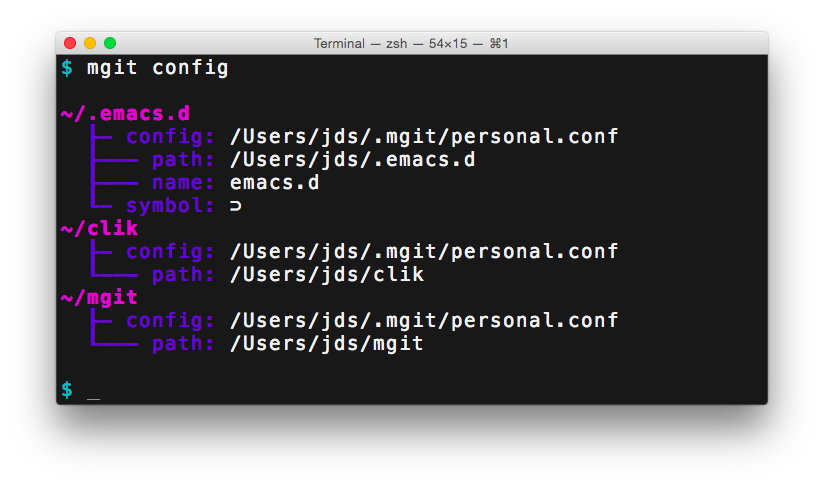 Terminal — zsh — 54×15 — ⌘1
$ mgit config
~/.emacs.d
├─ config: /Users/jds/.mgit/personal.conf
├─── path: /Users/jds/.emacs.d
├─── name: emacs.d
└─ symbol: ⊃
~/clik
├─ config: /Users/jds/.mgit/personal.conf
└─── path: /Users/jds/clik
~/mgit
├─ config: /Users/jds/.mgit/personal.conf
└─── path: /Users/jds/mgit
$ _